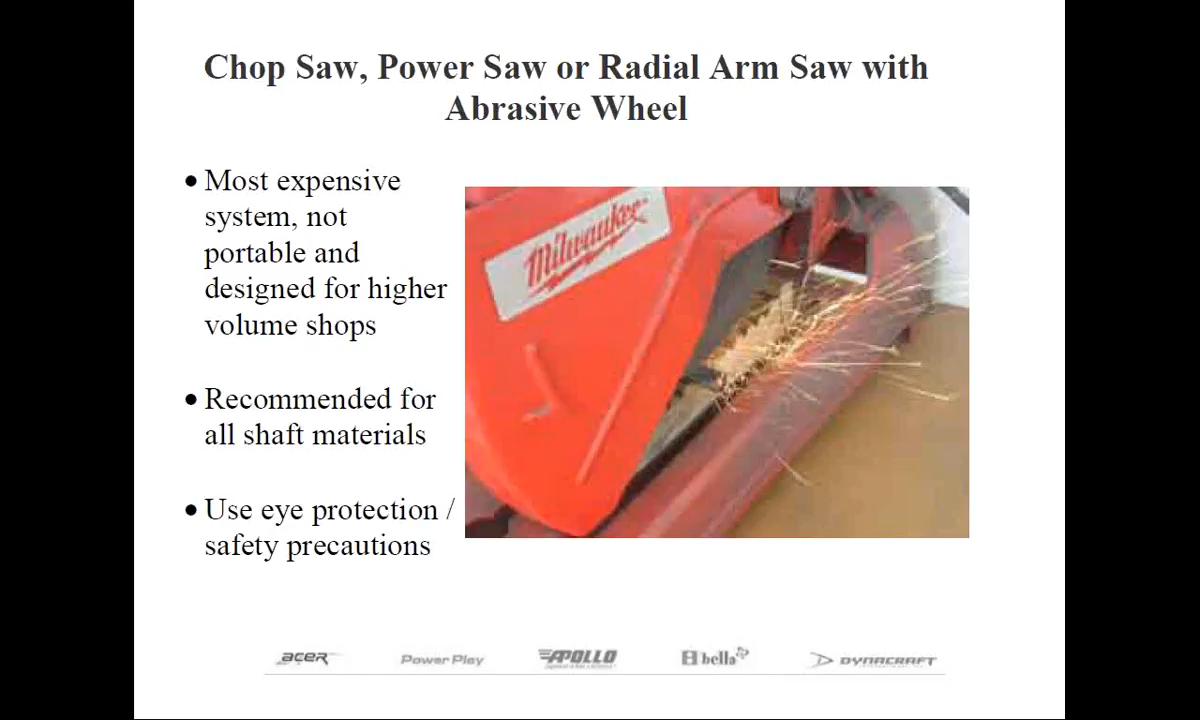 Chop Saw, Power Saw or Radial Arm Saw with
Abrasive Wheel
• Most expensive
system, not
portable and
designed for higher
volume shops
• Recommended for
all shaft materials
• Use eye protection /
safety precautions
Milwaukee
acer
Power Play
APOLLO
bella
DYNACRAFT